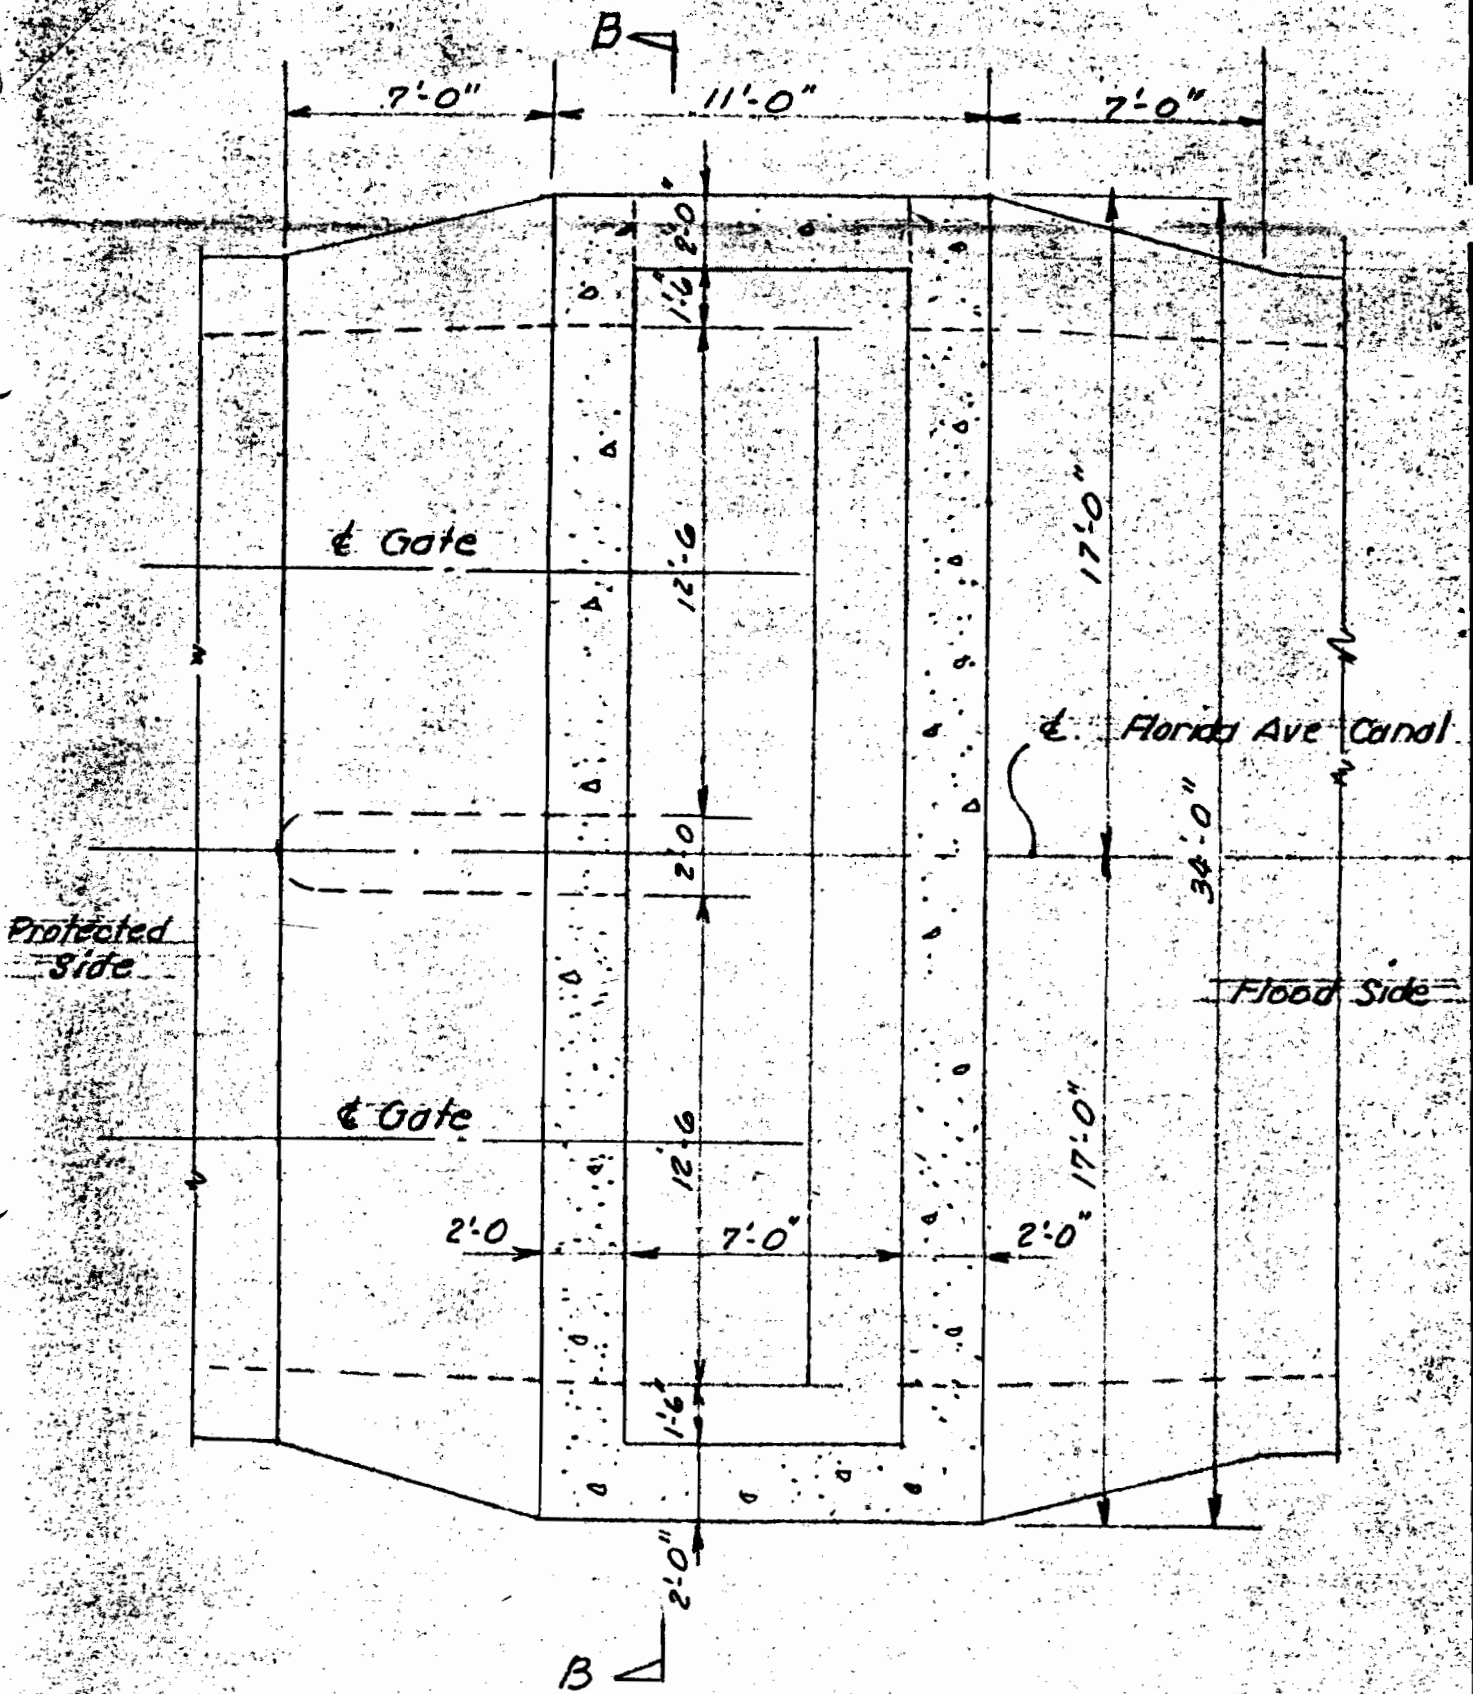 B
7'-0"
11'-0"
7'-0"
2'-0"
1'-6"
℄ Gate
12'-6
17'-0"
℄ Florida Ave Canal
34'-0"
2'-0
Protected
Side
Flood Side
℄ Gate
12'-6
17'-0"
2'-0
7'-0"
2'-0"
1'-6"
2'-0"
B